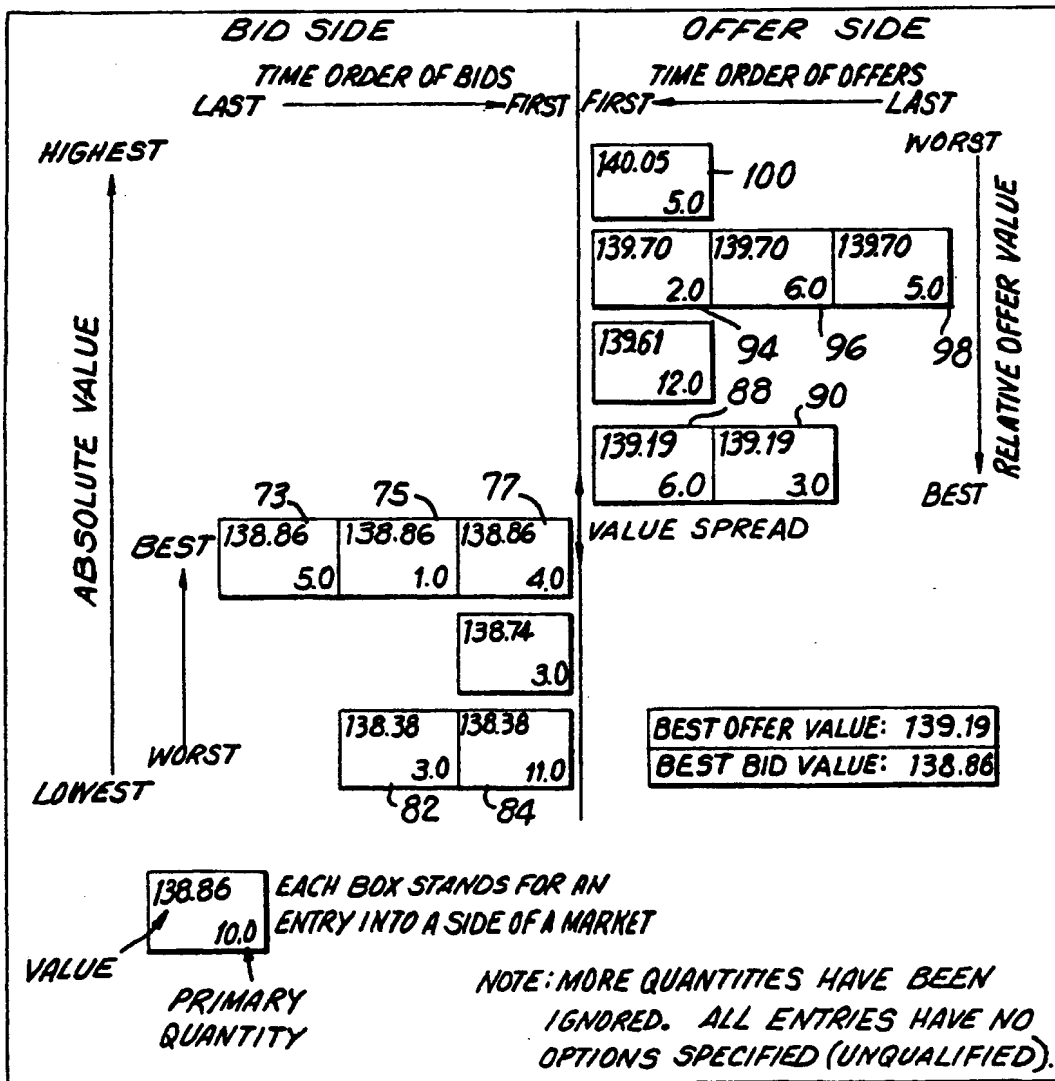 BID SIDE
OFFER SIDE
TIME ORDER OF BIDS
LAST
FIRST
TIME ORDER OF OFFERS
FIRST
LAST
HIGHEST
ABSOLUTE VALUE
LOWEST
WORST
RELATIVE OFFER VALUE
BEST
140.05
5.0
100
139.70
2.0
139.70
6.0
139.70
5.0
94
96
98
139.61
12.0
88
90
139.19
6.0
139.19
3.0
VALUE SPREAD
73
75
77
BEST
138.86
5.0
138.86
1.0
138.86
4.0
138.74
3.0
WORST
138.38
3.0
138.38
11.0
82
84
BEST OFFER VALUE: 139.19
BEST BID VALUE: 138.86
138.86
10.0
VALUE
PRIMARY
QUANTITY
EACH BOX STANDS FOR AN
ENTRY INTO A SIDE OF A MARKET
NOTE: MORE QUANTITIES HAVE BEEN
IGNORED. ALL ENTRIES HAVE NO
OPTIONS SPECIFIED (UNQUALIFIED).